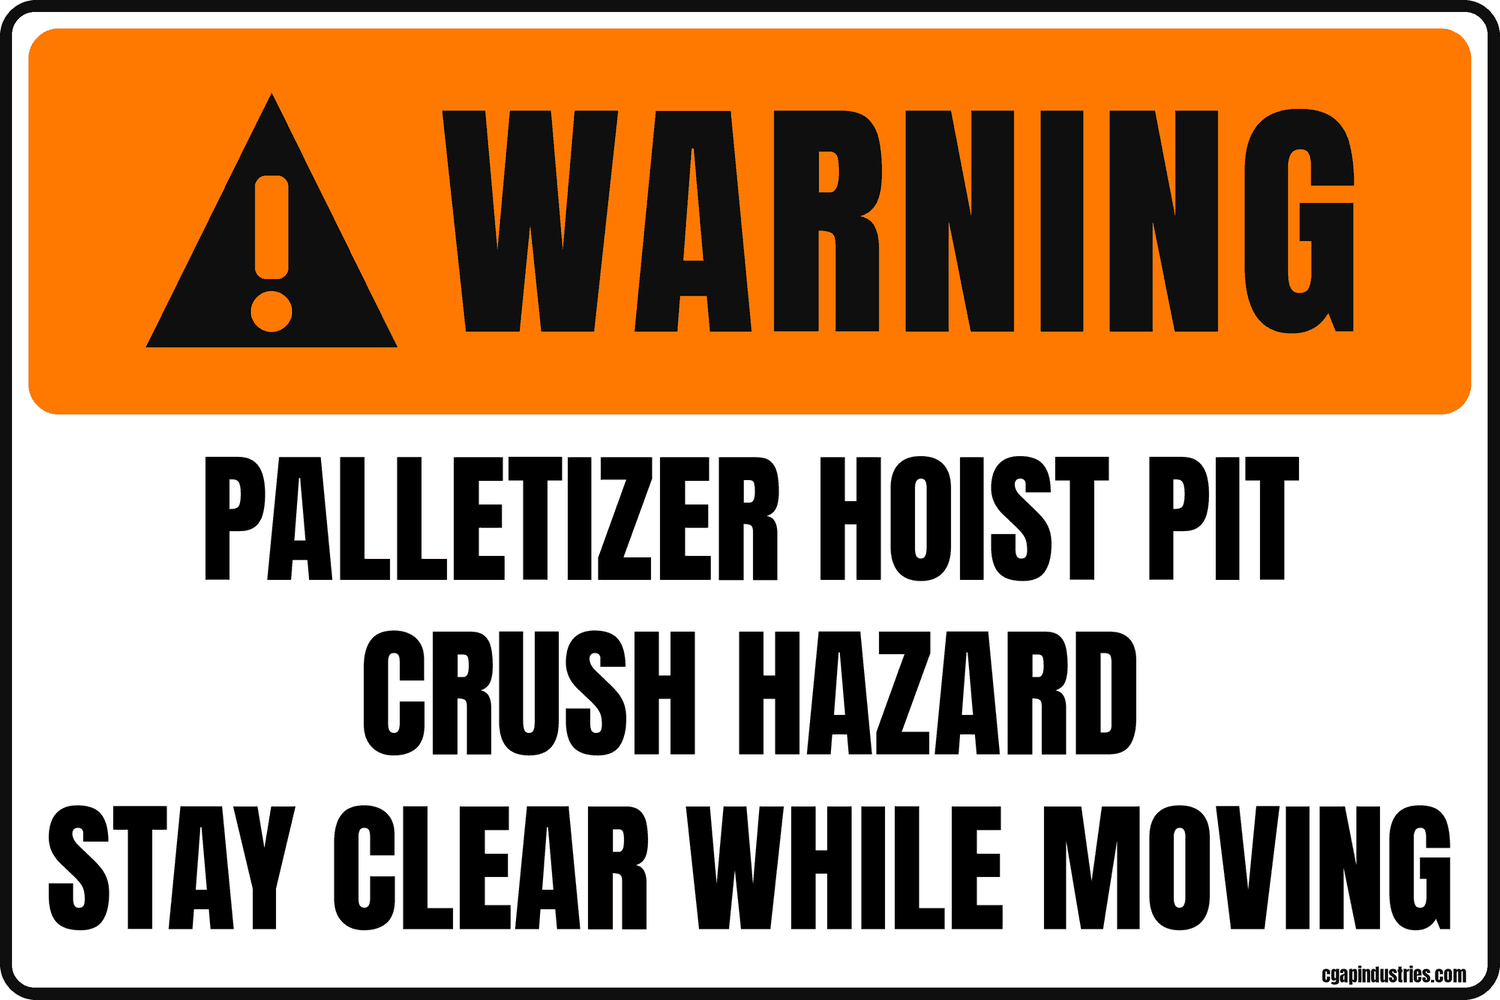 WARNING
PALLETIZER HOIST PIT
CRUSH HAZARD
STAY CLEAR WHILE MOVING
cgapindustries.com